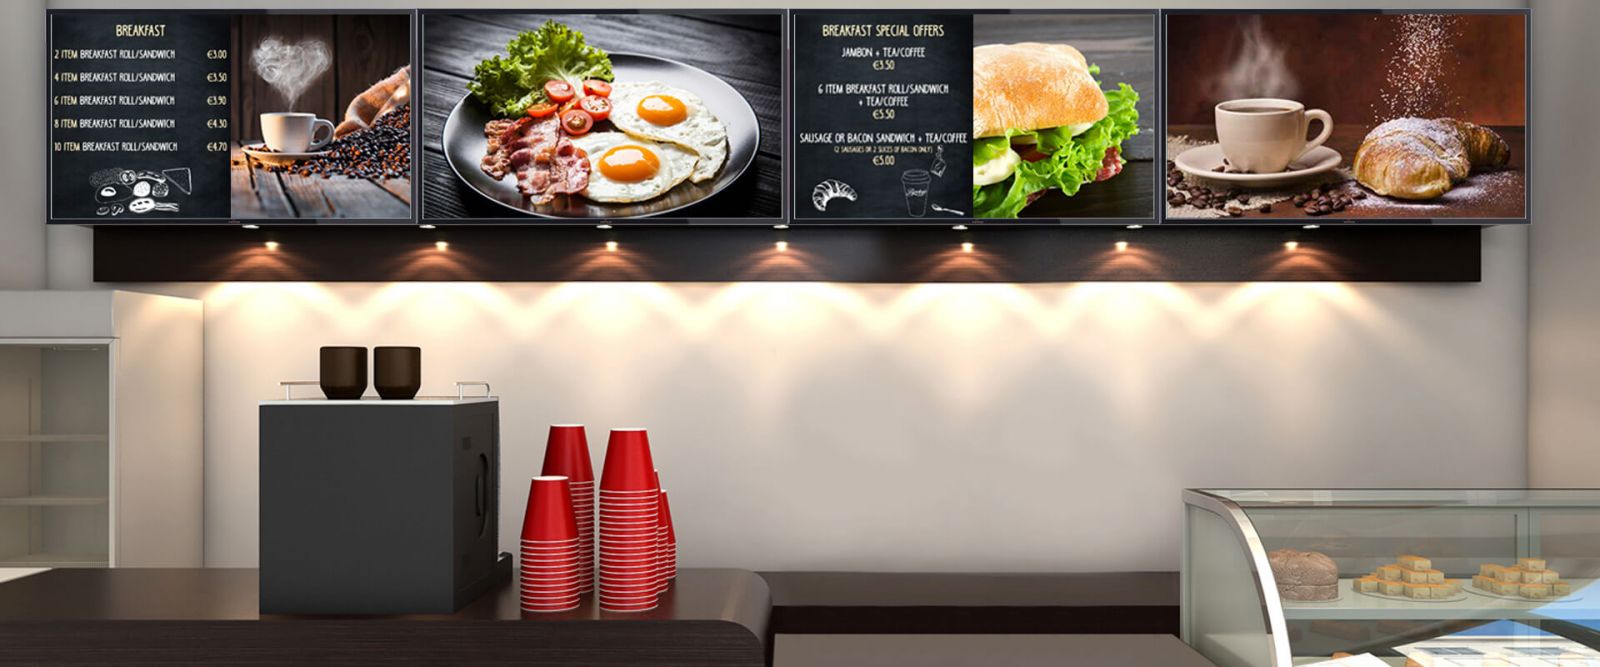 BREAKFAST
2 ITEM BREAKFAST ROLL/SANDWICH €3.00
4 ITEM BREAKFAST ROLL/SANDWICH €3.50
6 ITEM BREAKFAST ROLL/SANDWICH €3.90
8 ITEM BREAKFAST ROLL/SANDWICH €4.30
10 ITEM BREAKFAST ROLL/SANDWICH €4.70
BREAKFAST SPECIAL OFFERS
JAMBON + TEA/COFFEE
€3.50
6 ITEM BREAKFAST ROLL/SANDWICH
+ TEA/COFFEE
€5.50
SAUSAGE OR BACON SANDWICH + TEA/COFFEE
(2 SAUSAGES OR 2 SLICES OF BACON ONLY)
€5.00